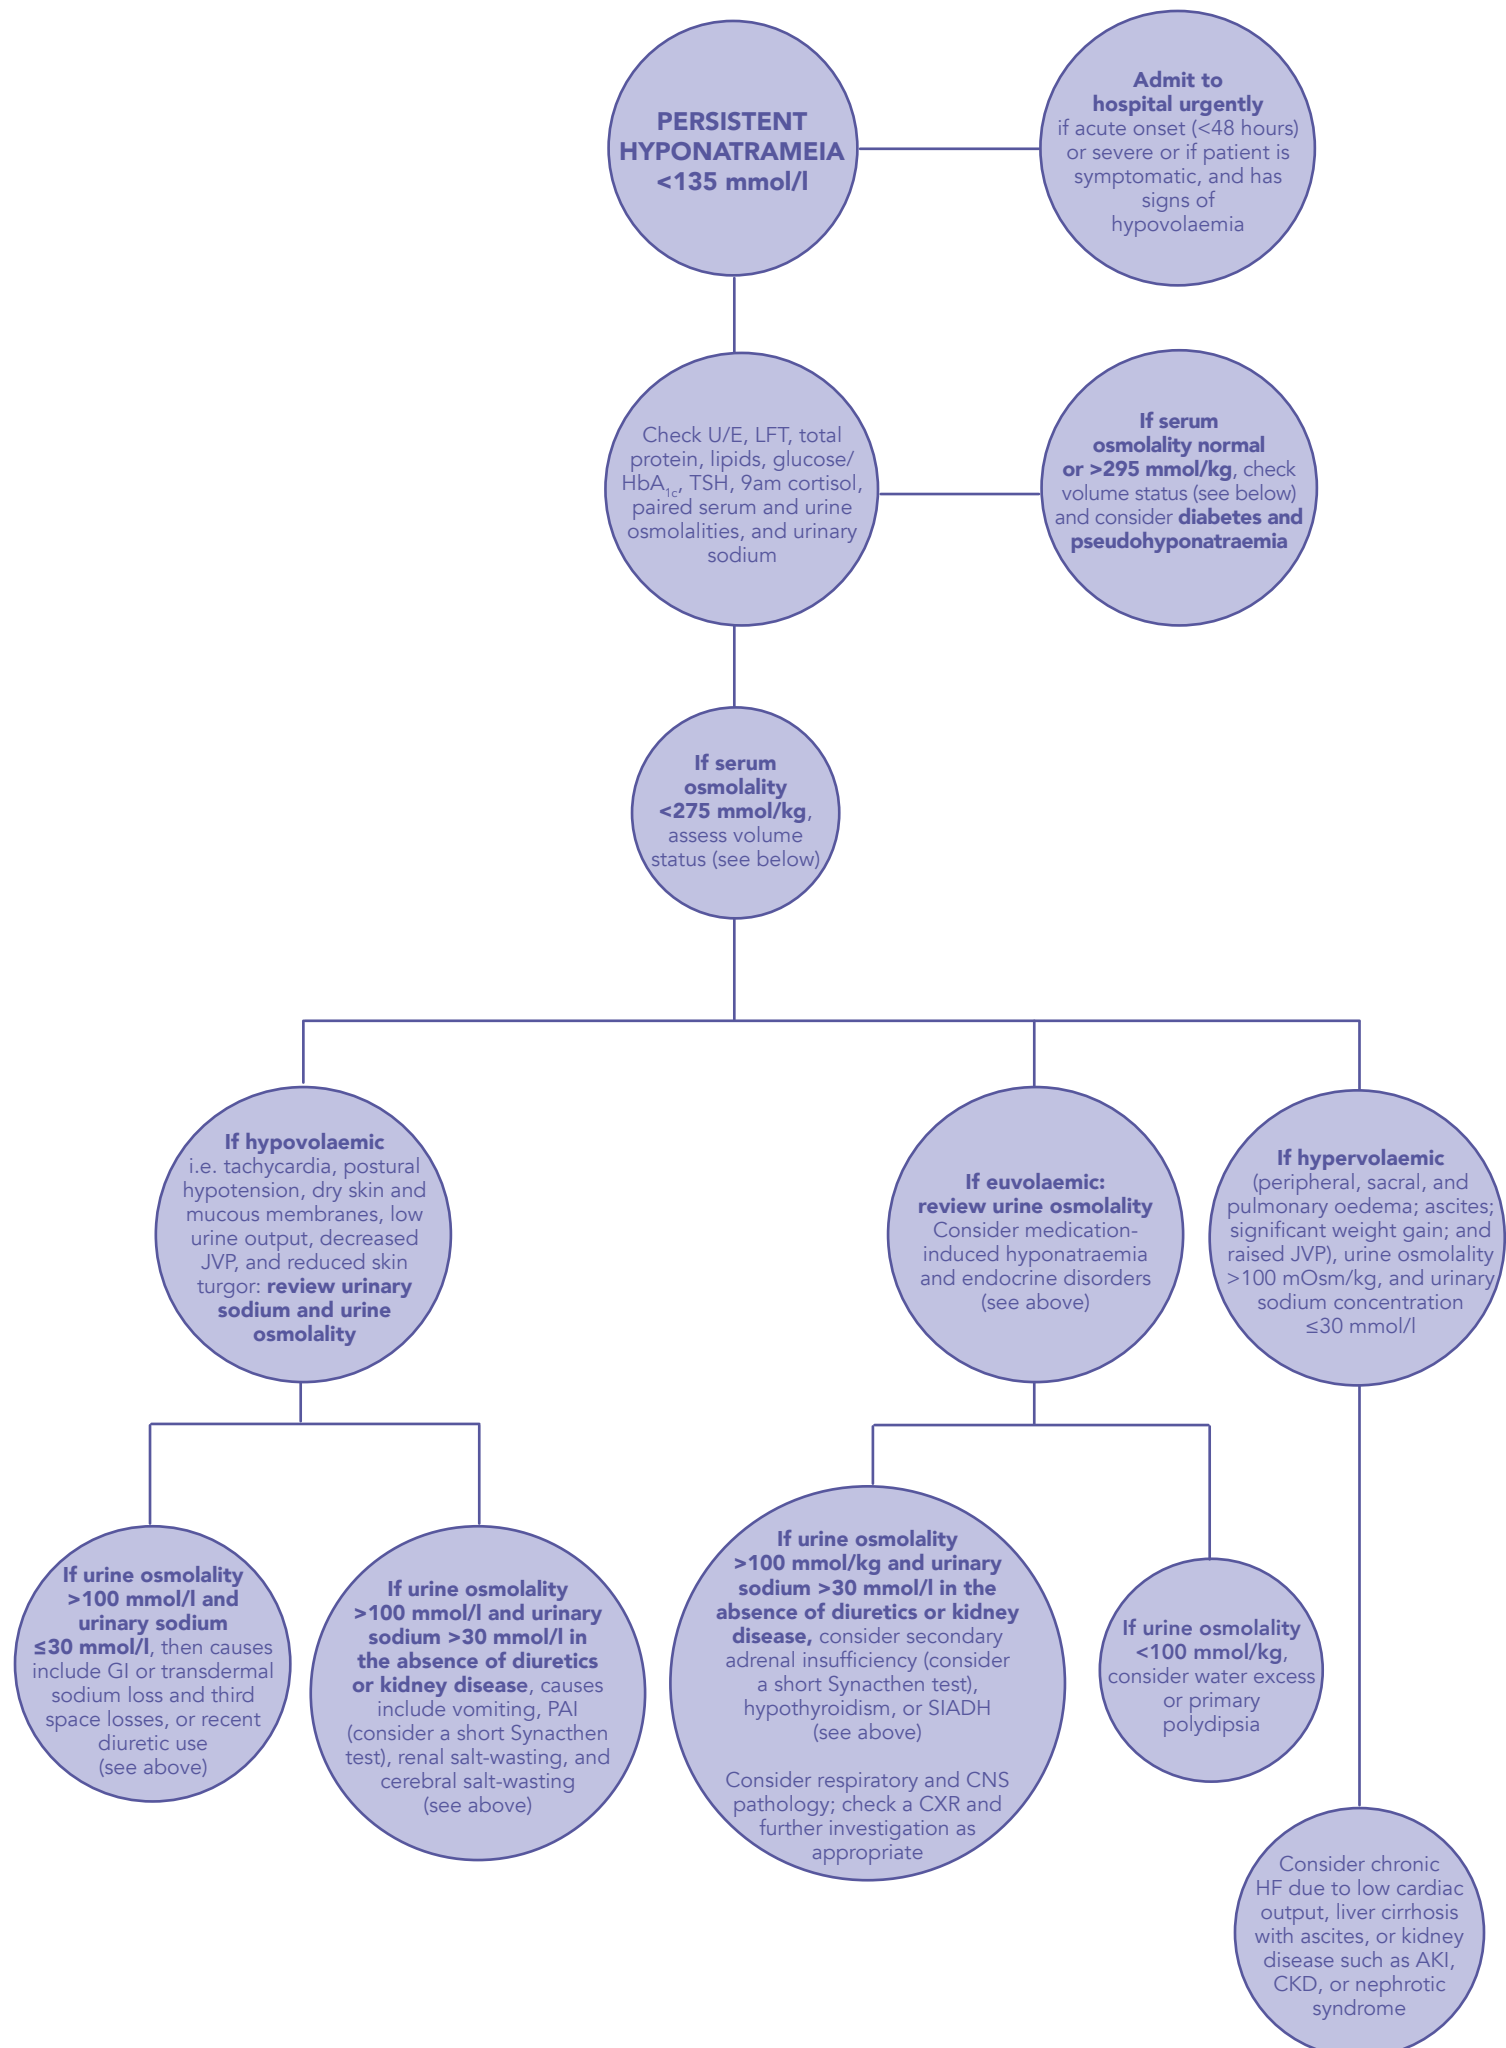 PERSISTENT
HYPONATRAMEIA
<135 mmol/l
Admit to
hospital urgently
if acute onset (<48 hours)
or severe or if patient is
symptomatic, and has
signs of
hypovolaemia
Check U/E, LFT, total
protein, lipids, glucose/
HbA1c, TSH, 9am cortisol,
paired serum and urine
osmolalities, and urinary
sodium
If serum
osmolality normal
or >295 mmol/kg, check
volume status (see below)
and consider diabetes and
pseudohyponatraemia
If serum
osmolality
<275 mmol/kg,
assess volume
status (see below)
If hypovolaemic
i.e. tachycardia, postural
hypotension, dry skin and
mucous membranes, low
urine output, decreased
JVP, and reduced skin
turgor: review urinary
sodium and urine
osmolality
If euvolaemic:
review urine osmolality
Consider medication-
induced hyponatraemia
and endocrine disorders
(see above)
If hypervolaemic
(peripheral, sacral, and
pulmonary oedema; ascites;
significant weight gain; and
raised JVP), urine osmolality
>100 mOsm/kg, and urinary
sodium concentration
≤30 mmol/l
If urine osmolality
>100 mmol/l and
urinary sodium
≤30 mmol/l, then causes
include GI or transdermal
sodium loss and third
space losses, or recent
diuretic use
(see above)
If urine osmolality
>100 mmol/l and urinary
sodium >30 mmol/l in
the absence of diuretics
or kidney disease, causes
include vomiting, PAI
(consider a short Synacthen
test), renal salt-wasting, and
cerebral salt-wasting
(see above)
If urine osmolality
>100 mmol/kg and urinary
sodium >30 mmol/l in the
absence of diuretics or kidney
disease, consider secondary
adrenal insufficiency (consider
a short Synacthen test),
hypothyroidism, or SIADH
(see above)
Consider respiratory and CNS
pathology; check a CXR and
further investigation as
appropriate
If urine osmolality
<100 mmol/kg,
consider water excess
or primary
polydipsia
Consider chronic
HF due to low cardiac
output, liver cirrhosis
with ascites, or kidney
disease such as AKI,
CKD, or nephrotic
syndrome